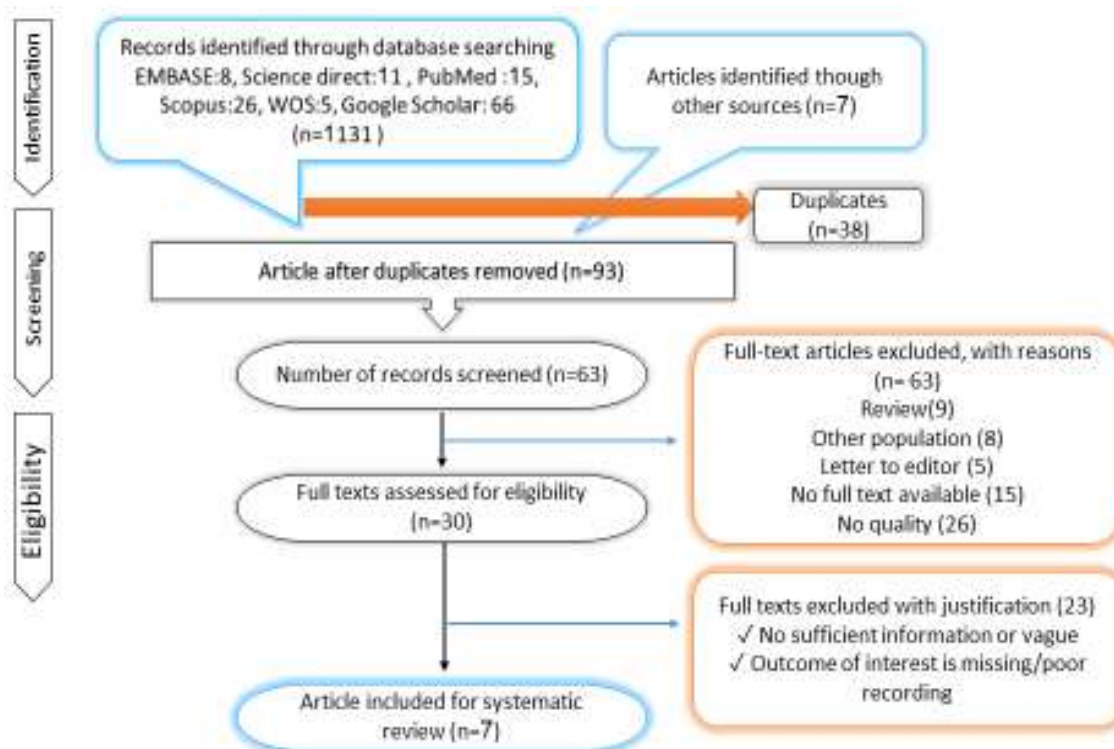 Identification
Records identified through database searching
EMBASE:8, Science direct:11 , PubMed :15,
Scopus:26, WOS:5, Google Scholar: 66
(n=1131 )
Articles identified though
other sources (n=7)
Duplicates
(n=38)
Screening
Article after duplicates removed (n=93)
Number of records screened (n=63)
Full-text articles excluded, with reasons
(n= 63)
Review(9)
Other population (8)
Letter to editor (5)
No full text available (15)
No quality (26)
Eligibility
Full texts assessed for eligibility
(n=30)
Full texts excluded with justification (23)
✓ No sufficient information or vague
✓ Outcome of interest is missing/poor
recording
Article included for systematic
review (n=7)